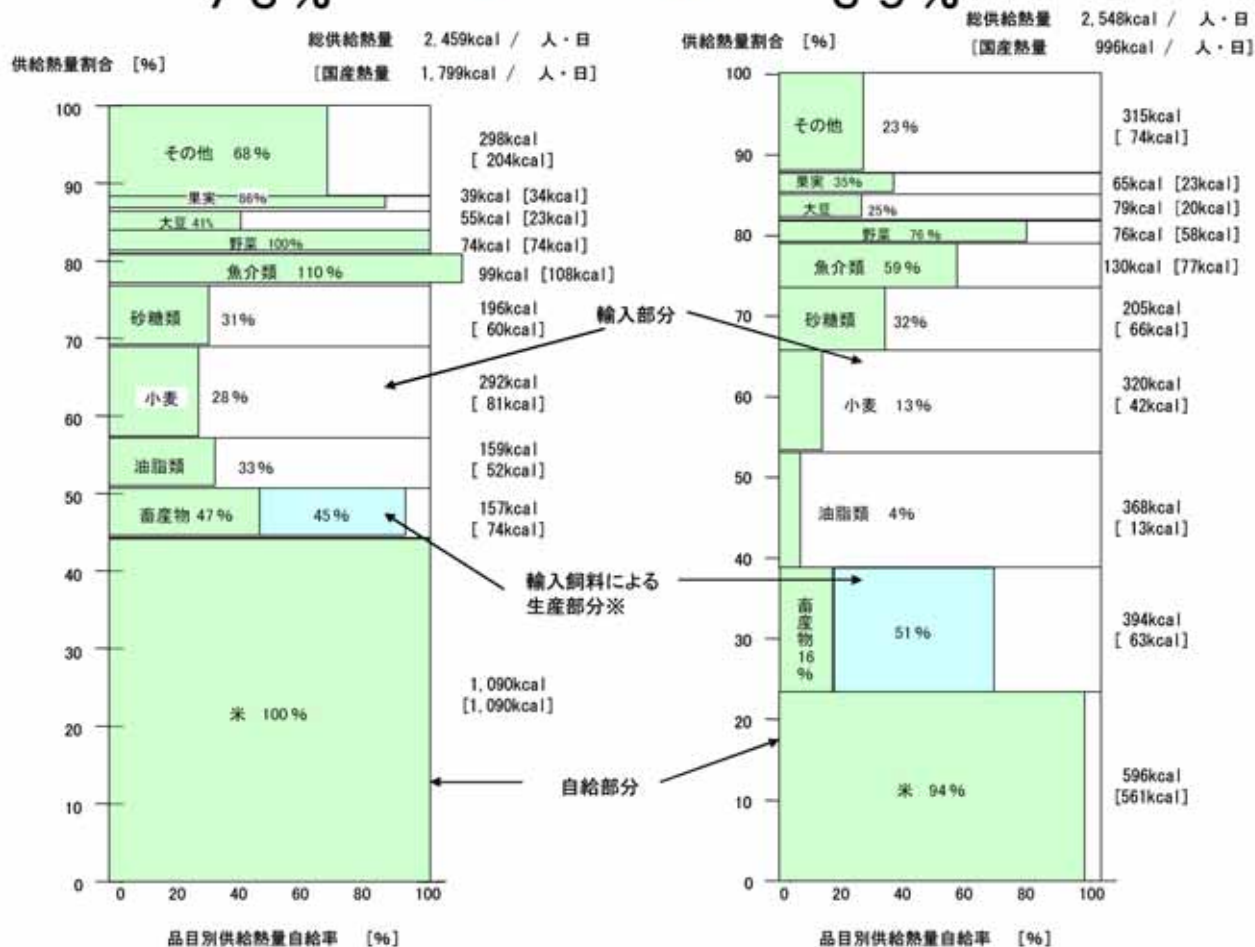 総供給熱量 2,459kcal / 人・日
[国産熱量 1,799kcal / 人・日]
供給熱量割合 [%]
100
90
80
70
60
50
40
30
20
10
0
その他 68%
果実 86%
大豆 41%
野菜 100%
魚介類 110%
砂糖類 31%
小麦 28%
油脂類 33%
畜産物 47%
45%
米 100%
298kcal
[ 204kcal]
39kcal [34kcal]
55kcal [23kcal]
74kcal [74kcal]
99kcal [108kcal]
196kcal
[ 60kcal]
292kcal
[ 81kcal]
159kcal
[ 52kcal]
157kcal
[ 74kcal]
1,090kcal
[1,090kcal]
0 20 40 60 80 100
品目別供給熱量自給率 [%]
輸入部分
輸入飼料による
生産部分※
自給部分
総供給熱量 2,548kcal / 人・日
[国産熱量 996kcal / 人・日]
供給熱量割合 [%]
100
90
80
70
60
50
40
30
20
10
0
その他 23%
果実 35%
大豆 25%
野菜 76%
魚介類 59%
砂糖類 32%
小麦 13%
油脂類 4%
畜産物16%
51%
米 94%
315kcal
[ 74kcal]
65kcal [23kcal]
79kcal [20kcal]
76kcal [58kcal]
130kcal [77kcal]
205kcal
[ 66kcal]
320kcal
[ 42kcal]
368kcal
[ 13kcal]
394kcal
[ 63kcal]
596kcal
[561kcal]
0 20 40 60 80 100
品目別供給熱量自給率 [%]